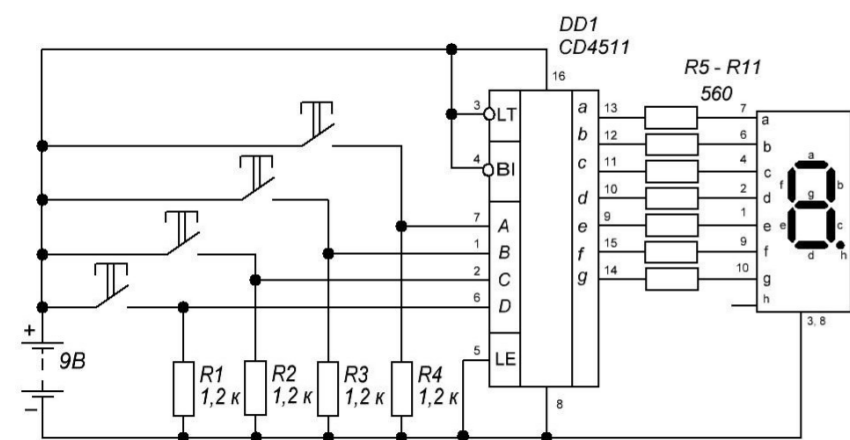 DD1
CD4511
R5 - R11
560
16
3
LT
4
BI
7
A
1
B
2
C
6
D
5
LE
8
a
13
b
12
c
11
d
10
e
9
f
15
g
14
7
a
6
b
4
c
2
d
1
e
9
f
10
g
h
a
f
b
g
e
c
d
h
3, 8
+
9В
−
R1
1,2 к
R2
1,2 к
R3
1,2 к
R4
1,2 к